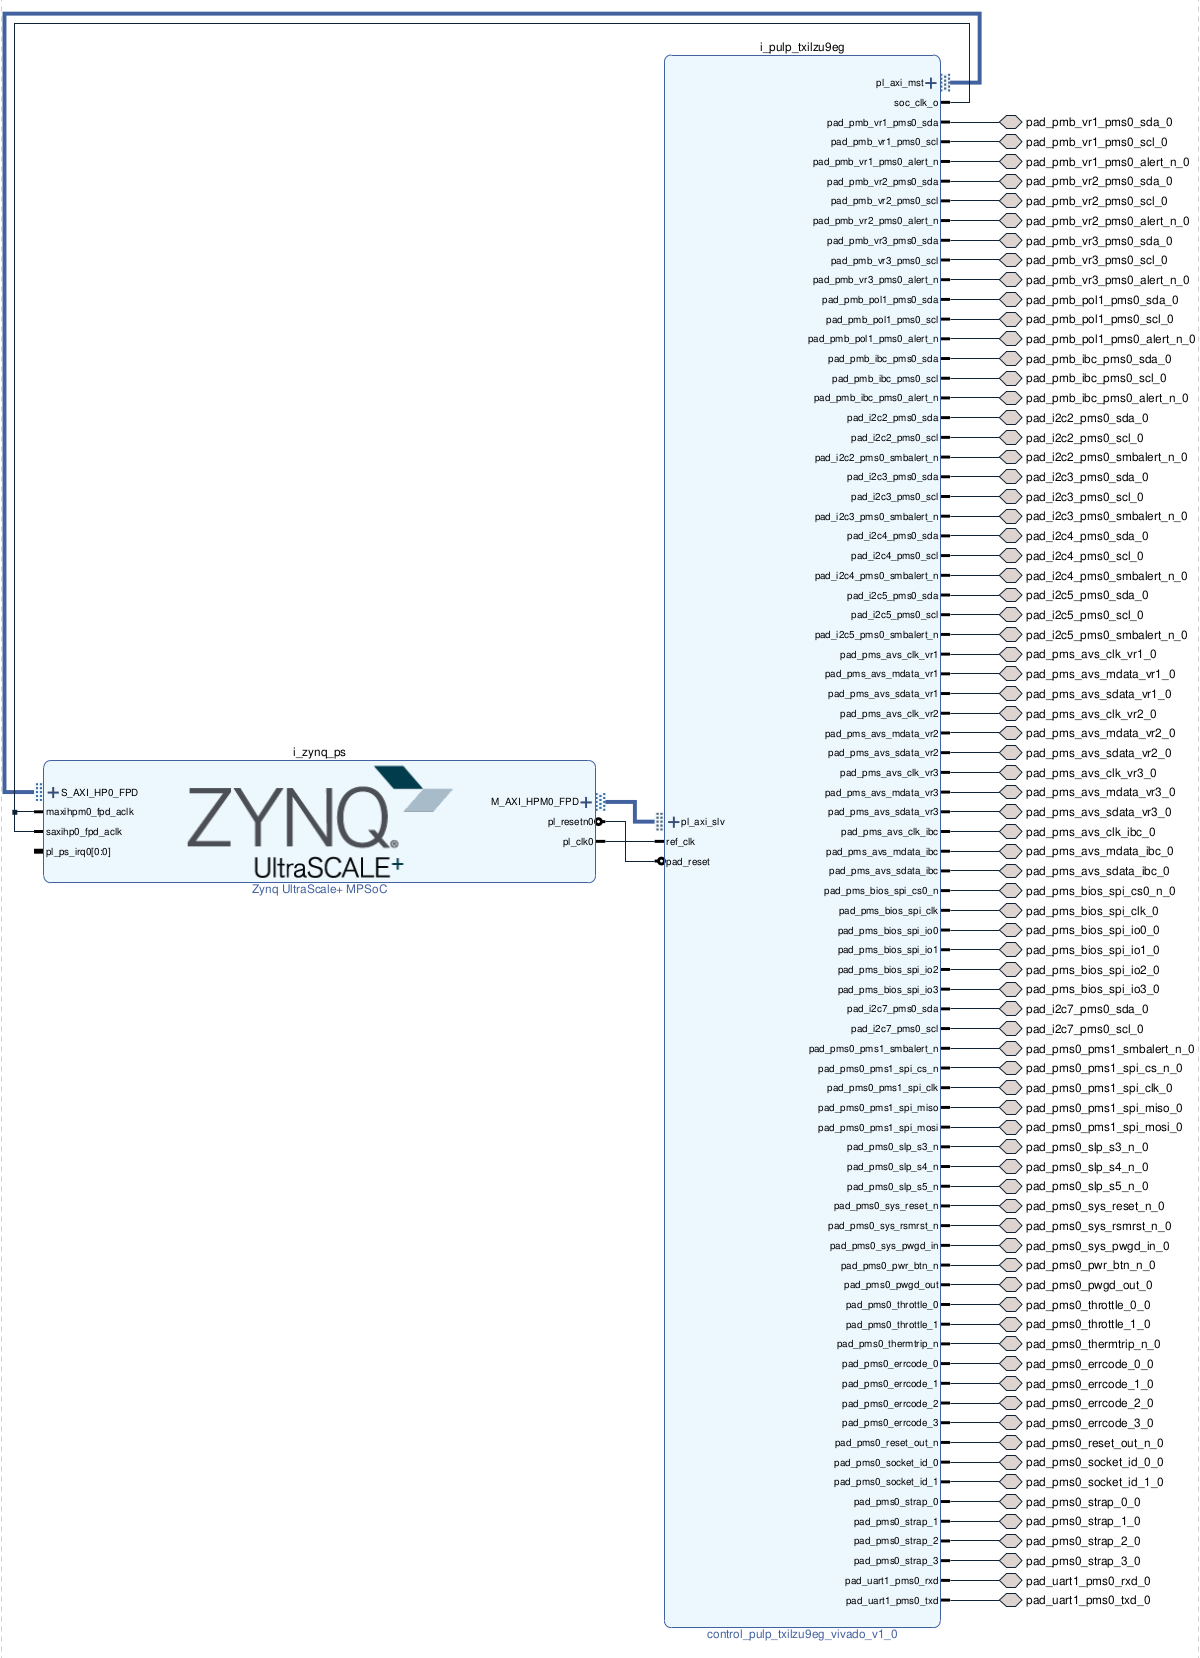 i_pulp_txilzu9eg
pl_axi_mst
soc_clk_o
pad_pmb_vr1_pms0_sda pad_pmb_vr1_pms0_sda_0
pad_pmb_vr1_pms0_scl pad_pmb_vr1_pms0_scl_0
pad_pmb_vr1_pms0_alert_n pad_pmb_vr1_pms0_alert_n_0
pad_pmb_vr2_pms0_sda pad_pmb_vr2_pms0_sda_0
pad_pmb_vr2_pms0_scl pad_pmb_vr2_pms0_scl_0
pad_pmb_vr2_pms0_alert_n pad_pmb_vr2_pms0_alert_n_0
pad_pmb_vr3_pms0_sda pad_pmb_vr3_pms0_sda_0
pad_pmb_vr3_pms0_scl pad_pmb_vr3_pms0_scl_0
pad_pmb_vr3_pms0_alert_n pad_pmb_vr3_pms0_alert_n_0
pad_pmb_pol1_pms0_sda pad_pmb_pol1_pms0_sda_0
pad_pmb_pol1_pms0_scl pad_pmb_pol1_pms0_scl_0
pad_pmb_pol1_pms0_alert_n pad_pmb_pol1_pms0_alert_n_0
pad_pmb_ibc_pms0_sda pad_pmb_ibc_pms0_sda_0
pad_pmb_ibc_pms0_scl pad_pmb_ibc_pms0_scl_0
pad_pmb_ibc_pms0_alert_n pad_pmb_ibc_pms0_alert_n_0
pad_i2c2_pms0_sda pad_i2c2_pms0_sda_0
pad_i2c2_pms0_scl pad_i2c2_pms0_scl_0
pad_i2c2_pms0_smbalert_n pad_i2c2_pms0_smbalert_n_0
pad_i2c3_pms0_sda pad_i2c3_pms0_sda_0
pad_i2c3_pms0_scl pad_i2c3_pms0_scl_0
pad_i2c3_pms0_smbalert_n pad_i2c3_pms0_smbalert_n_0
pad_i2c4_pms0_sda pad_i2c4_pms0_sda_0
pad_i2c4_pms0_scl pad_i2c4_pms0_scl_0
pad_i2c4_pms0_smbalert_n pad_i2c4_pms0_smbalert_n_0
pad_i2c5_pms0_sda pad_i2c5_pms0_sda_0
pad_i2c5_pms0_scl pad_i2c5_pms0_scl_0
pad_i2c5_pms0_smbalert_n pad_i2c5_pms0_smbalert_n_0
pad_pms_avs_clk_vr1 pad_pms_avs_clk_vr1_0
pad_pms_avs_mdata_vr1 pad_pms_avs_mdata_vr1_0
pad_pms_avs_sdata_vr1 pad_pms_avs_sdata_vr1_0
pad_pms_avs_clk_vr2 pad_pms_avs_clk_vr2_0
pad_pms_avs_mdata_vr2 pad_pms_avs_mdata_vr2_0
pad_pms_avs_sdata_vr2 pad_pms_avs_sdata_vr2_0
pad_pms_avs_clk_vr3 pad_pms_avs_clk_vr3_0
pad_pms_avs_mdata_vr3 pad_pms_avs_mdata_vr3_0
pad_pms_avs_sdata_vr3 pad_pms_avs_sdata_vr3_0
pad_pms_avs_clk_ibc pad_pms_avs_clk_ibc_0
pad_pms_avs_mdata_ibc pad_pms_avs_mdata_ibc_0
pad_pms_avs_sdata_ibc pad_pms_avs_sdata_ibc_0
pad_pms_bios_spi_cs0_n pad_pms_bios_spi_cs0_n_0
pad_pms_bios_spi_clk pad_pms_bios_spi_clk_0
pad_pms_bios_spi_io0 pad_pms_bios_spi_io0_0
pad_pms_bios_spi_io1 pad_pms_bios_spi_io1_0
pad_pms_bios_spi_io2 pad_pms_bios_spi_io2_0
pad_pms_bios_spi_io3 pad_pms_bios_spi_io3_0
pad_i2c7_pms0_sda pad_i2c7_pms0_sda_0
pad_i2c7_pms0_scl pad_i2c7_pms0_scl_0
pad_pms0_pms1_smbalert_n pad_pms0_pms1_smbalert_n_0
pad_pms0_pms1_spi_cs_n pad_pms0_pms1_spi_cs_n_0
pad_pms0_pms1_spi_clk pad_pms0_pms1_spi_clk_0
pad_pms0_pms1_spi_miso pad_pms0_pms1_spi_miso_0
pad_pms0_pms1_spi_mosi pad_pms0_pms1_spi_mosi_0
pad_pms0_slp_s3_n pad_pms0_slp_s3_n_0
pad_pms0_slp_s4_n pad_pms0_slp_s4_n_0
pad_pms0_slp_s5_n pad_pms0_slp_s5_n_0
pad_pms0_sys_reset_n pad_pms0_sys_reset_n_0
pad_pms0_sys_rsmrst_n pad_pms0_sys_rsmrst_n_0
pad_pms0_sys_pwgd_in pad_pms0_sys_pwgd_in_0
pad_pms0_pwr_btn_n pad_pms0_pwr_btn_n_0
pad_pms0_pwgd_out pad_pms0_pwgd_out_0
pad_pms0_throttle_0 pad_pms0_throttle_0_0
pad_pms0_throttle_1 pad_pms0_throttle_1_0
pad_pms0_thermtrip_n pad_pms0_thermtrip_n_0
pad_pms0_errcode_0 pad_pms0_errcode_0_0
pad_pms0_errcode_1 pad_pms0_errcode_1_0
pad_pms0_errcode_2 pad_pms0_errcode_2_0
pad_pms0_errcode_3 pad_pms0_errcode_3_0
pad_pms0_reset_out_n pad_pms0_reset_out_n_0
pad_pms0_socket_id_0 pad_pms0_socket_id_0_0
pad_pms0_socket_id_1 pad_pms0_socket_id_1_0
pad_pms0_strap_0 pad_pms0_strap_0_0
pad_pms0_strap_1 pad_pms0_strap_1_0
pad_pms0_strap_2 pad_pms0_strap_2_0
pad_pms0_strap_3 pad_pms0_strap_3_0
pad_uart1_pms0_rxd pad_uart1_pms0_rxd_0
pad_uart1_pms0_txd pad_uart1_pms0_txd_0
pl_axi_slv
ref_clk
pad_reset
control_pulp_txilzu9eg_vivado_v1_0
i_zynq_ps
S_AXI_HP0_FPD
maxihpm0_fpd_aclk
saxihp0_fpd_aclk
pl_ps_irq0[0:0]
ZYNQ®
UltraSCALE+
M_AXI_HPM0_FPD
pl_resetn0
pl_clk0
Zynq UltraScale+ MPSoC